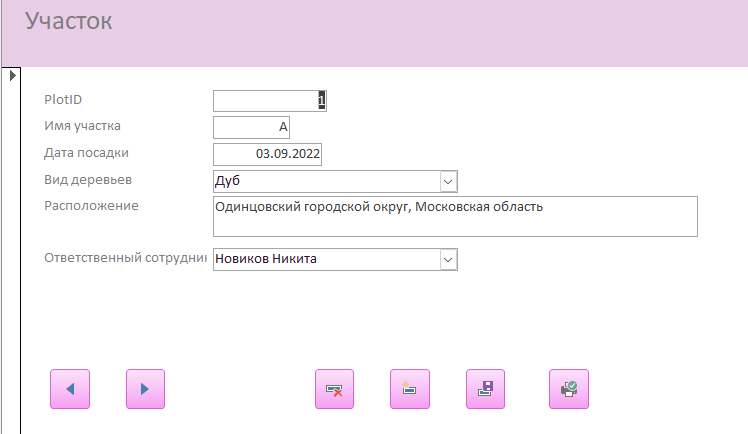 Участок
PlotID 1
Имя участка A
Дата посадки 03.09.2022
Вид деревьев Дуб
Расположение Одинцовский городской округ, Московская область
Ответственный сотрудник Новиков Никита